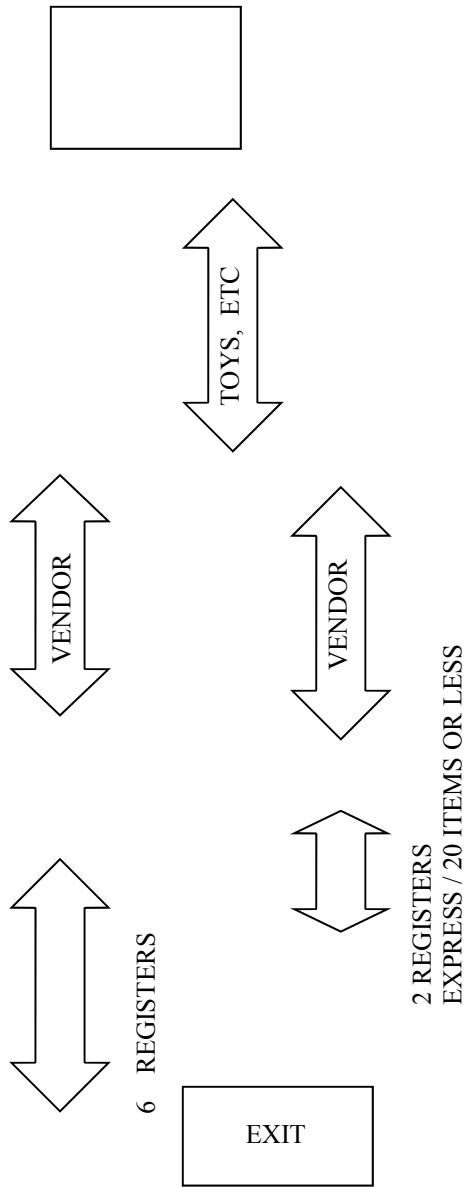 TOYS, ETC
VENDOR
VENDOR
6 REGISTERS
2 REGISTERS
EXPRESS / 20 ITEMS OR LESS
EXIT